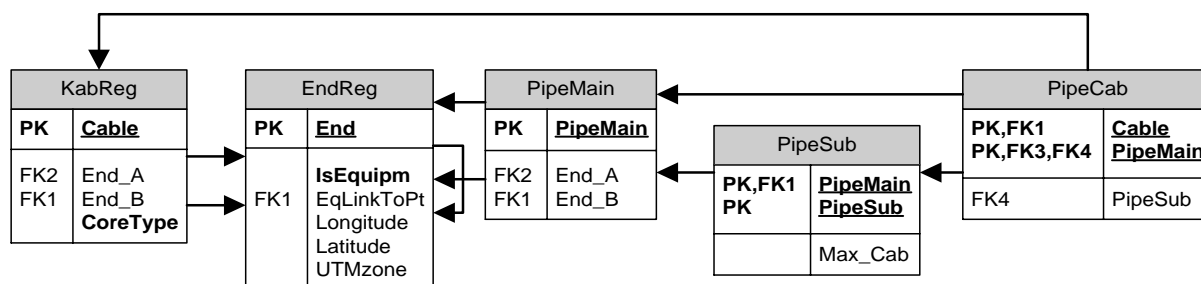 KabReg
PK Cable
FK2 End_A
FK1 End_B
CoreType
EndReg
PK End
IsEquipm
FK1 EqLinkToPt
Longitude
Latitude
UTMzone
PipeMain
PK PipeMain
FK2 End_A
FK1 End_B
PipeSub
PK,FK1 PipeMain
PK PipeSub
Max_Cab
PipeCab
PK,FK1 Cable
PK,FK3,FK4 PipeMain
FK4 PipeSub